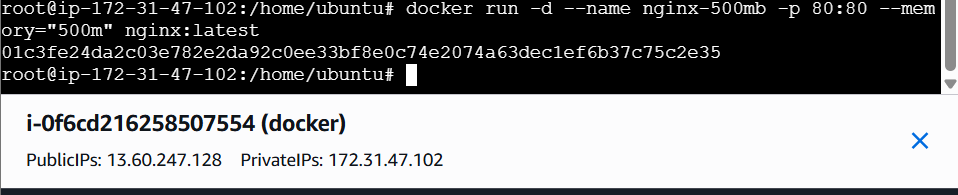 root@ip-172-31-47-102:/home/ubuntu# docker run -d --name nginx-500mb -p 80:80 --mem
ory="500m" nginx:latest
01c3fe24da2c03e782e2da92c0ee33bf8e0c74e2074a63dec1ef6b37c75c2e35
root@ip-172-31-47-102:/home/ubuntu#
i-0f6cd216258507554 (docker)
PublicIPs: 13.60.247.128 PrivateIPs: 172.31.47.102